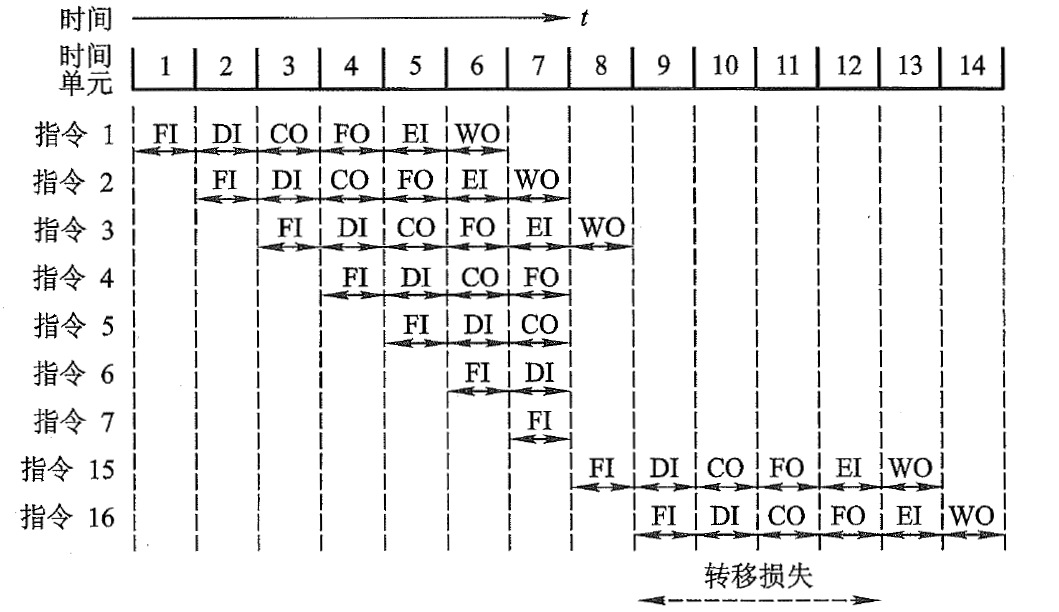 时间 t
时间单元 1 2 3 4 5 6 7 8 9 10 11 12 13 14
指令 1 FI DI CO FO EI WO
指令 2 FI DI CO FO EI WO
指令 3 FI DI CO FO EI WO
指令 4 FI DI CO FO
指令 5 FI DI CO
指令 6 FI DI
指令 7 FI
指令 15 FI DI CO FO EI WO
指令 16 FI DI CO FO EI WO
转移损失